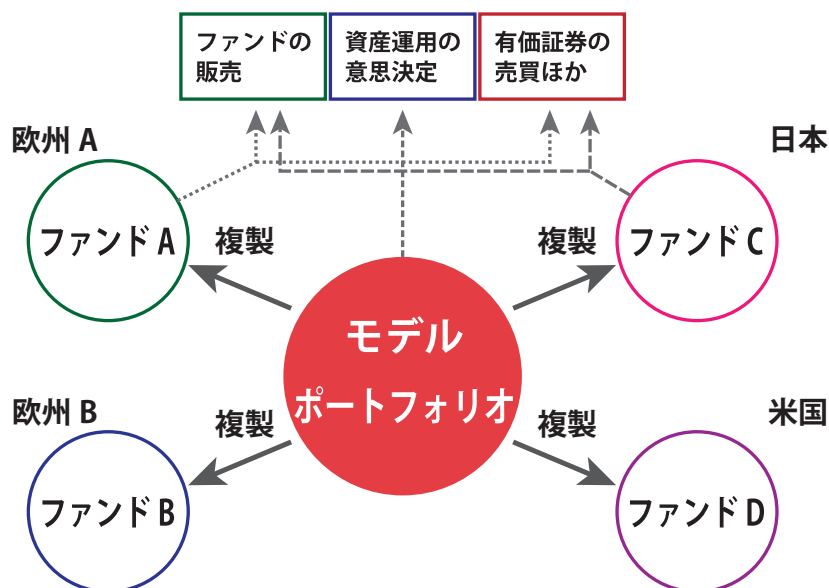 ファンドの
販売
資産運用の
意思決定
有価証券の
売買ほか
欧州 A
日本
ファンド A
複製
複製
ファンド C
モデル
ポートフォリオ
欧州 B
米国
複製
複製
ファンド B
ファンド D